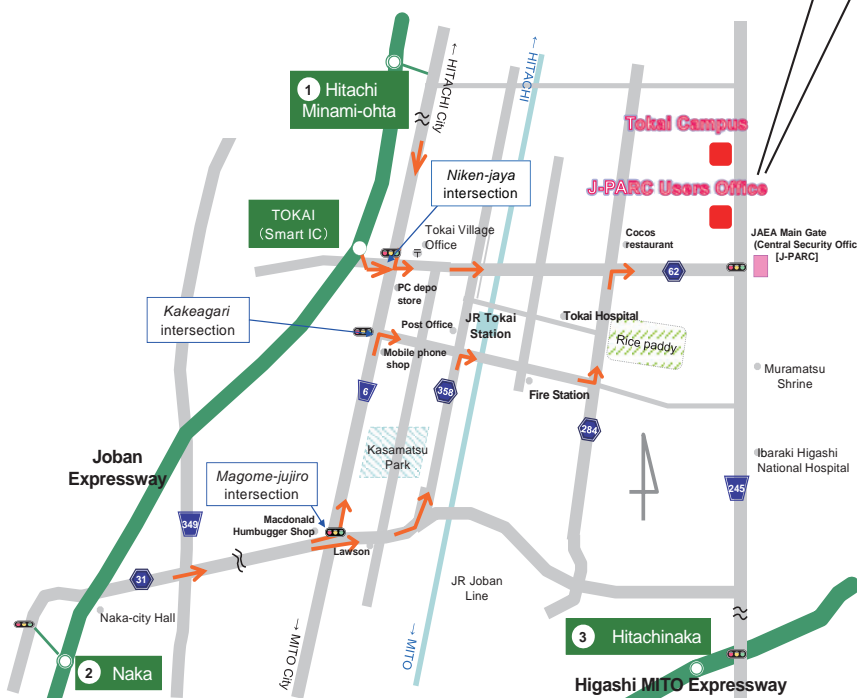 ← HITACHI City
← HITACHI
1 Hitachi
Minami-ohta
Tokai Campus
Niken-jaya
intersection
J-PARC Users Office
TOKAI
(Smart IC)
Tokai Village
Office
〒
Cocos
restaurant
JAEA Main Gate
(Central Security Offic
[J-PARC]
62
PC depo
store
Kakeagari
intersection
Post Office
JR Tokai
Station
Tokai Hospital
Rice paddy
Mobile phone
shop
Muramatsu
Shrine
6
358
Fire Station
284
Kasamatsu
Park
Joban
Expressway
Ibaraki Higashi
National Hospital
Magome-jujiro
intersection
245
349
Macdonald
Humbugger Shop
Lawson
31
JR Joban
Line
Naka-city Hall
3 Hitachinaka
→ MITO City
→ MITO
2 Naka
Higashi MITO Expressway